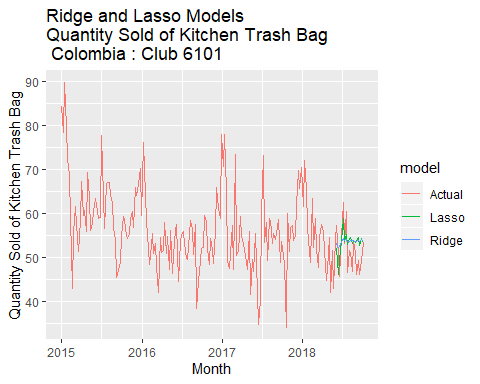 Ridge and Lasso Models
Quantity Sold of Kitchen Trash Bag
Colombia : Club 6101
Quantity Sold of Kitchen Trash Bag
90
80
70
60
50
40
2015
2016
2017
2018
Month
model
Actual
Lasso
Ridge